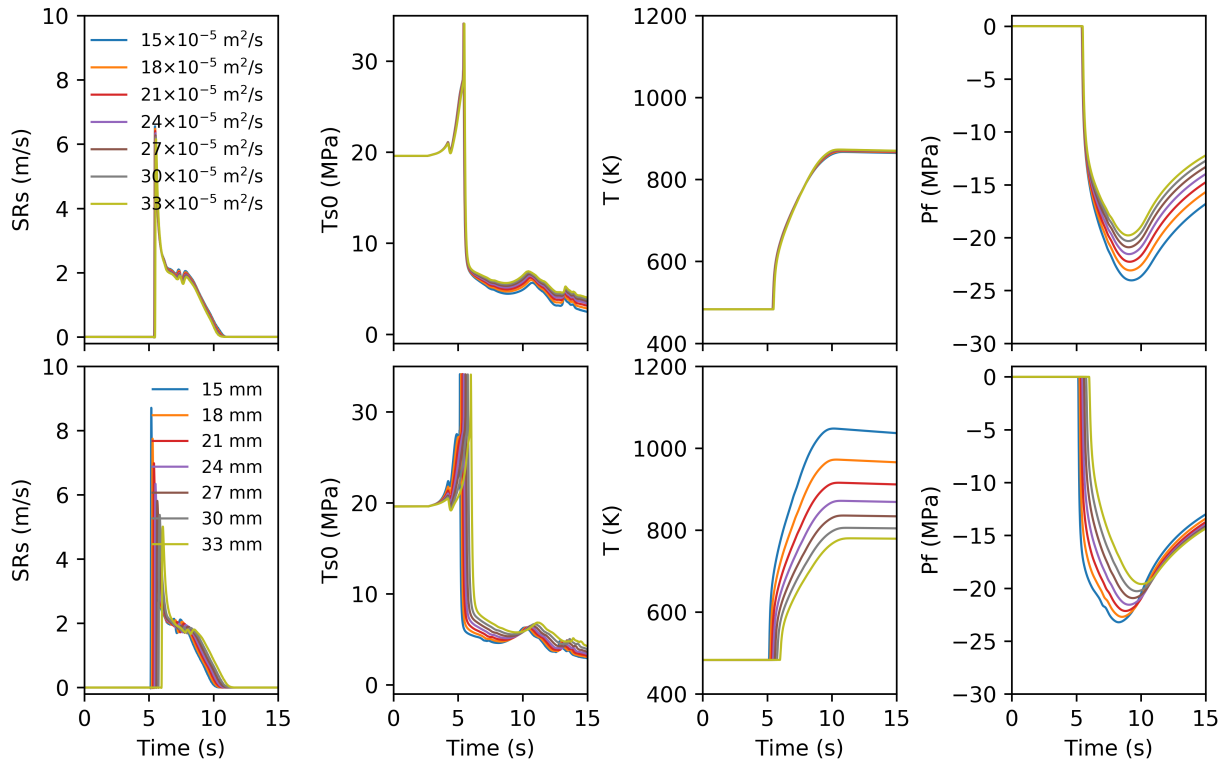 SRs (m/s)
10
8
6
4
2
0
15×10⁻⁵ m²/s
18×10⁻⁵ m²/s
21×10⁻⁵ m²/s
24×10⁻⁵ m²/s
27×10⁻⁵ m²/s
30×10⁻⁵ m²/s
33×10⁻⁵ m²/s
Ts0 (MPa)
30
20
10
0
T (K)
1200
1000
800
600
400
Pf (MPa)
0
−5
−10
−15
−20
−25
−30
SRs (m/s)
10
8
6
4
2
0
15 mm
18 mm
21 mm
24 mm
27 mm
30 mm
33 mm
0 5 10 15
Time (s)
Ts0 (MPa)
30
20
10
0
0 5 10 15
Time (s)
T (K)
1200
1000
800
600
400
0 5 10 15
Time (s)
Pf (MPa)
0
−5
−10
−15
−20
−25
−30
0 5 10 15
Time (s)